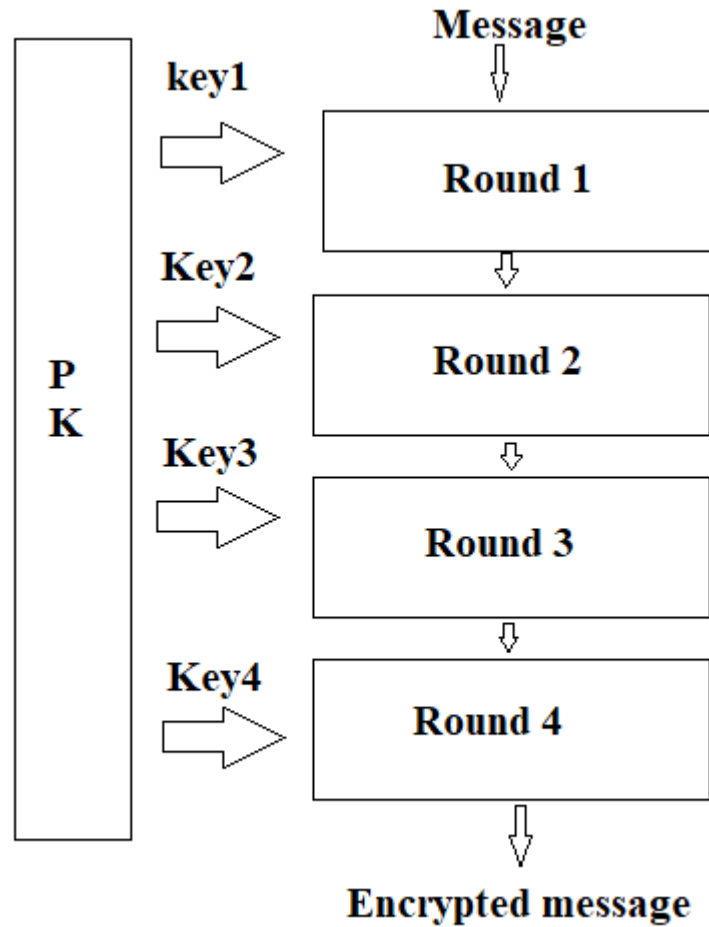 Message
key1
Round 1
Key2
Round 2
P
K
Key3
Round 3
Key4
Round 4
Encrypted message